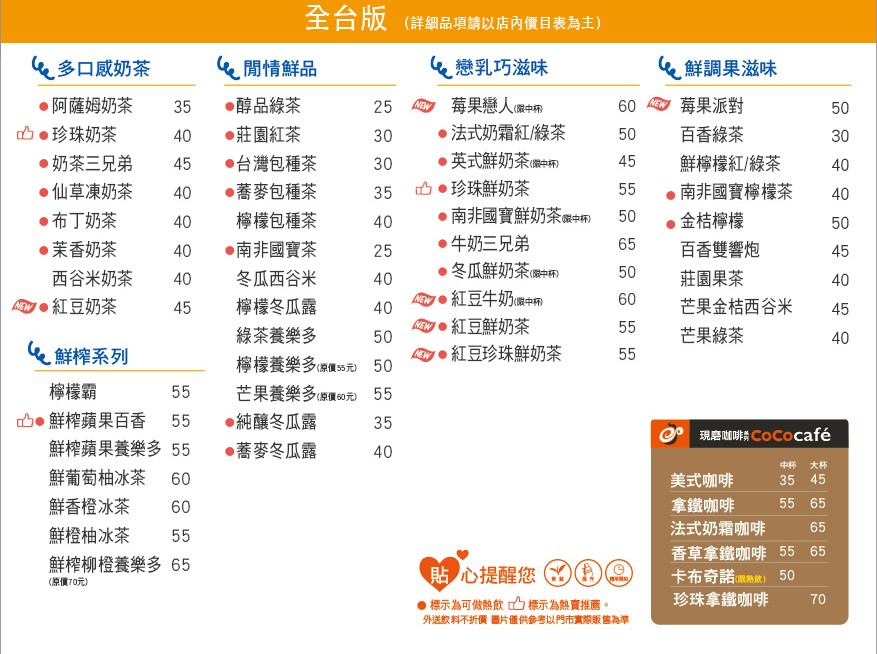 全台版 (詳細品項請以店內價目表為主)
多口感奶茶
阿薩姆奶茶 35
珍珠奶茶 40
奶茶三兄弟 45
仙草凍奶茶 40
布丁奶茶 40
茉香奶茶 40
西谷米奶茶 40
NEW 紅豆奶茶 45
鮮榨系列
檸檬霸 55
鮮榨蘋果百香 55
鮮榨蘋果養樂多 55
鮮葡萄柚冰茶 60
鮮香橙冰茶 60
鮮橙柚冰茶 55
鮮榨柳橙養樂多 65
(原價70元)
閒情鮮品
醇品綠茶 25
莊園紅茶 30
台灣包種茶 30
蕎麥包種茶 35
檸檬包種茶 40
南非國寶茶 25
冬瓜西谷米 40
檸檬冬瓜露 40
綠茶養樂多 50
檸檬養樂多(原價55元) 50
芒果養樂多(原價60元) 55
純釀冬瓜露 35
蕎麥冬瓜露 40
戀乳巧滋味
NEW 莓果戀人(限中杯) 60
法式奶霜紅/綠茶 50
英式鮮奶茶(限中杯) 45
珍珠鮮奶茶 55
南非國寶鮮奶茶(限中杯) 50
牛奶三兄弟 65
冬瓜鮮奶茶(限中杯) 50
NEW 紅豆牛奶(限中杯) 60
NEW 紅豆鮮奶茶 55
NEW 紅豆珍珠鮮奶茶 55
鮮調果滋味
NEW 莓果派對 50
百香綠茶 30
鮮檸檬紅/綠茶 40
南非國寶檸檬茶 40
金桔檸檬 50
百香雙響炮 45
莊園果茶 40
芒果金桔西谷米 45
芒果綠茶 40
現磨咖啡 CoCocafé
中杯 大杯
美式咖啡 35 45
拿鐵咖啡 55 65
法式奶霜咖啡 65
香草拿鐵咖啡 55 65
卡布奇諾(限熱飲) 50
珍珠拿鐵咖啡 70
貼心提醒您
● 標示為可做熱飲 標示為熱賣推薦。
外送飲料不折價 圖片僅供參考以門市實際販售為準